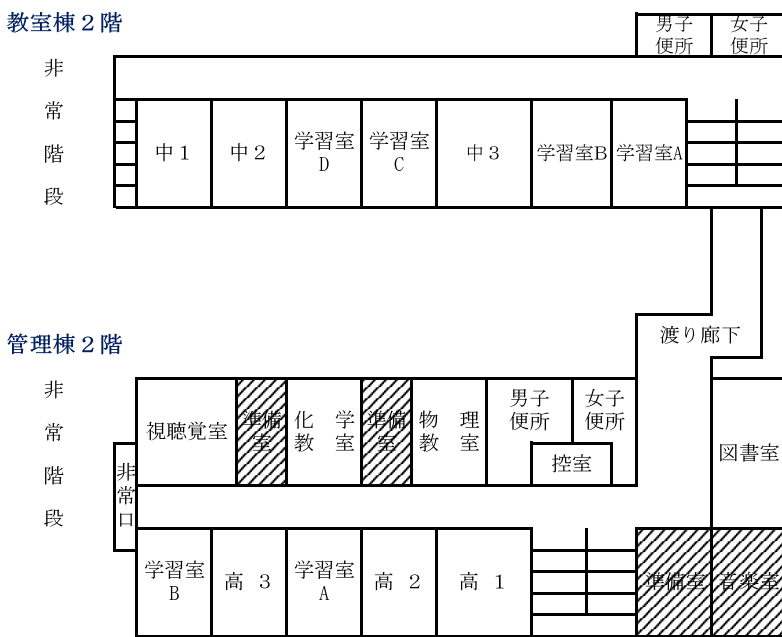 教室棟２階
男子
便所
女子
便所
非
常
階
段
中１
中２
学習室
D
学習室
C
中３
学習室B
学習室A
渡り廊下
管理棟２階
非
常
階
段
視聴覚室
準備
室
化　学
教　室
準備
室
物　理
教　室
男子
便所
女子
便所
控室
図書室
非
常
口
学習室
B
高 ３
学習室
A
高 ２
高 １
準備室
音楽室